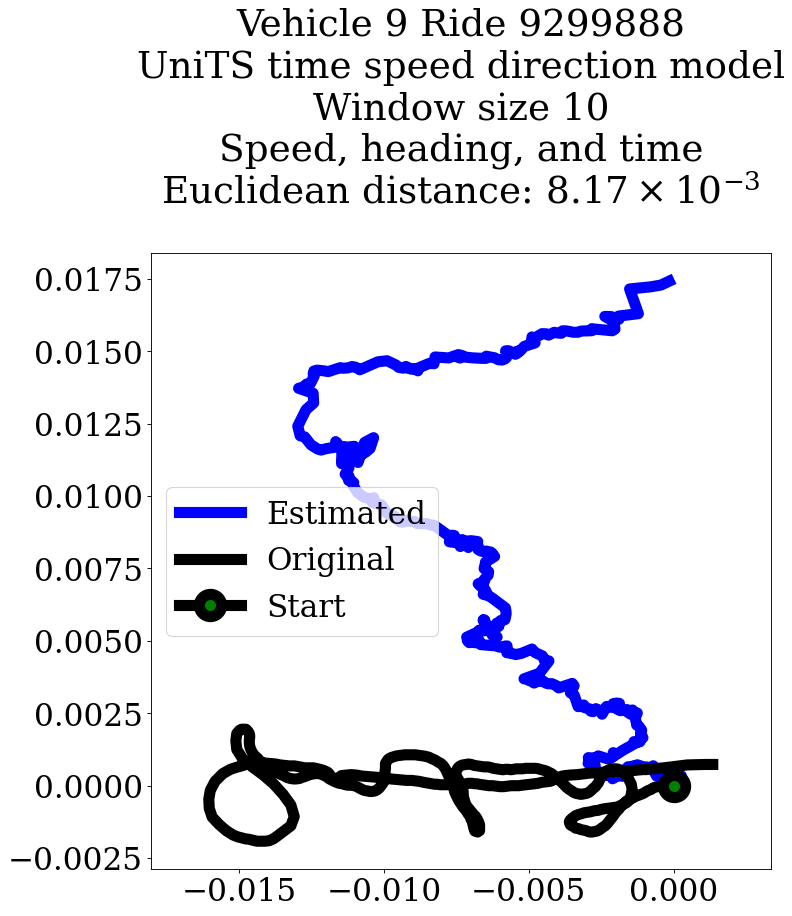 Vehicle 9 Ride 9299888
UniTS time speed direction model
Window size 10
Speed, heading, and time
Euclidean distance: 8.17 × 10⁻³
0.0175
0.0150
0.0125
0.0100
0.0075
0.0050
0.0025
0.0000
−0.0025
Estimated
Original
Start
−0.015 −0.010 −0.005 0.000